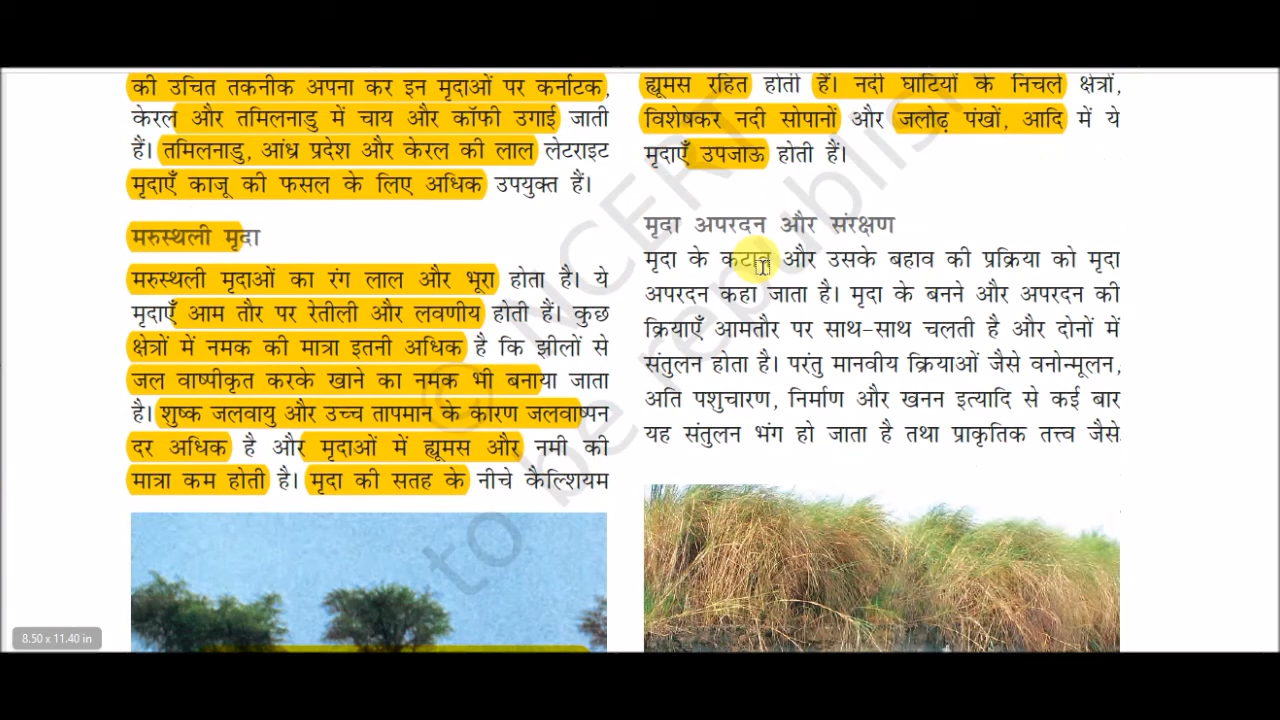 की उचित तकनीक अपना कर इन मृदाओं पर कर्नाटक,
केरल और तमिलनाडु में चाय और कॉफी उगाई जाती
हैं। तमिलनाडु, आंध्र प्रदेश और केरल की लाल लेटराइट
मृदाएँ काजू की फसल के लिए अधिक उपयुक्त हैं।
मरुस्थली मृदा
मरुस्थली मृदाओं का रंग लाल और भूरा होता है। ये
मृदाएँ आम तौर पर रेतीली और लवणीय होती हैं। कुछ
क्षेत्रों में नमक की मात्रा इतनी अधिक है कि झीलों से
जल वाष्पीकृत करके खाने का नमक भी बनाया जाता
है। शुष्क जलवायु और उच्च तापमान के कारण जलवाष्पन
दर अधिक है और मृदाओं में ह्यूमस और नमी की
मात्रा कम होती है। मृदा की सतह के नीचे कैल्शियम
ह्यूमस रहित होती हैं। नदी घाटियों के निचले क्षेत्रों,
विशेषकर नदी सोपानों और जलोढ़ पंखों, आदि में ये
मृदाएँ उपजाऊ होती हैं।
मृदा अपरदन और संरक्षण
मृदा के कटाव और उसके बहाव की प्रक्रिया को मृदा
अपरदन कहा जाता है। मृदा के बनने और अपरदन की
क्रियाएँ आमतौर पर साथ-साथ चलती है और दोनों में
संतुलन होता है। परंतु मानवीय क्रियाओं जैसे वनोन्मूलन,
अति पशुचारण, निर्माण और खनन इत्यादि से कई बार
यह संतुलन भंग हो जाता है तथा प्राकृतिक तत्त्व जैसे
© NCERT
to be republis
8.50 x 11.40 in